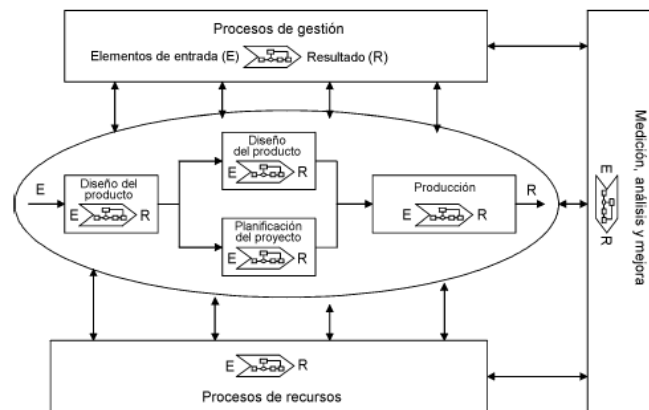 Procesos de gestión
Elementos de entrada (E) Resultado (R)
Diseño
del producto
E R
E
Diseño del
producto
E R
Planificación
del proyecto
E R
Producción
E R
R
E R
Procesos de recursos
Medición, análisis y mejora
E R